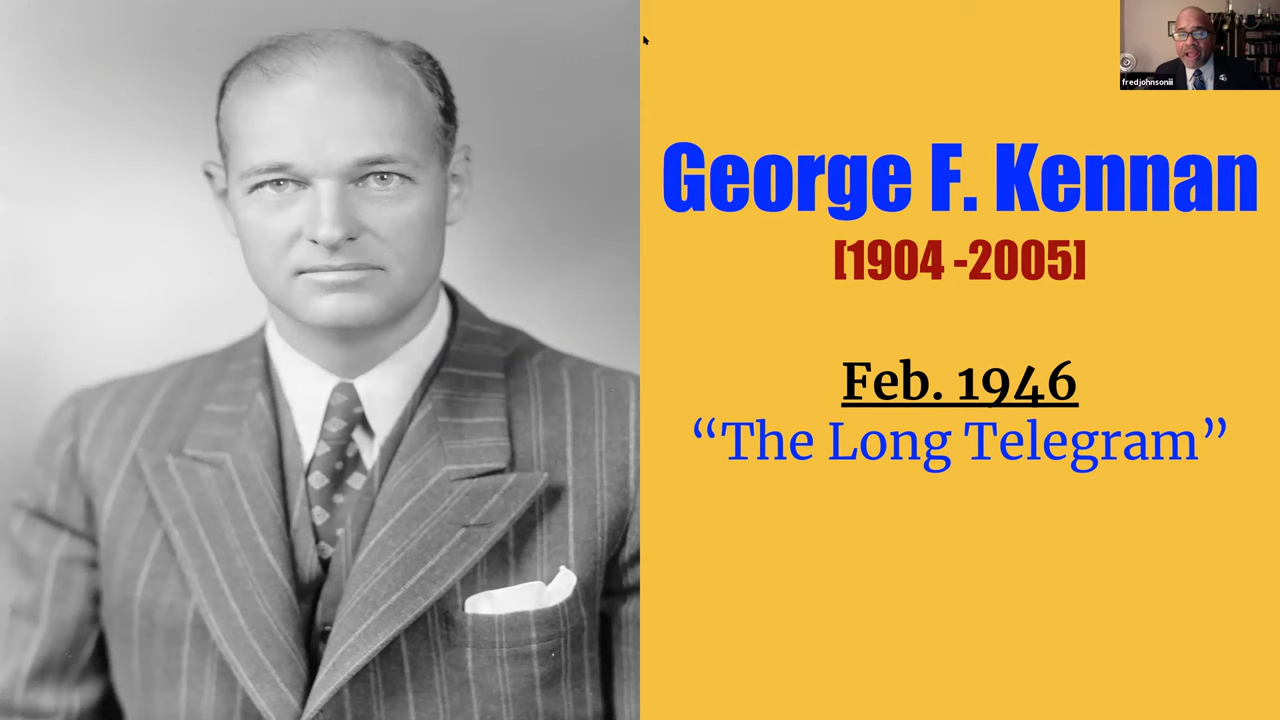 fredjohnsoniii
George F. Kennan
[1904 -2005]
Feb. 1946
“The Long Telegram”